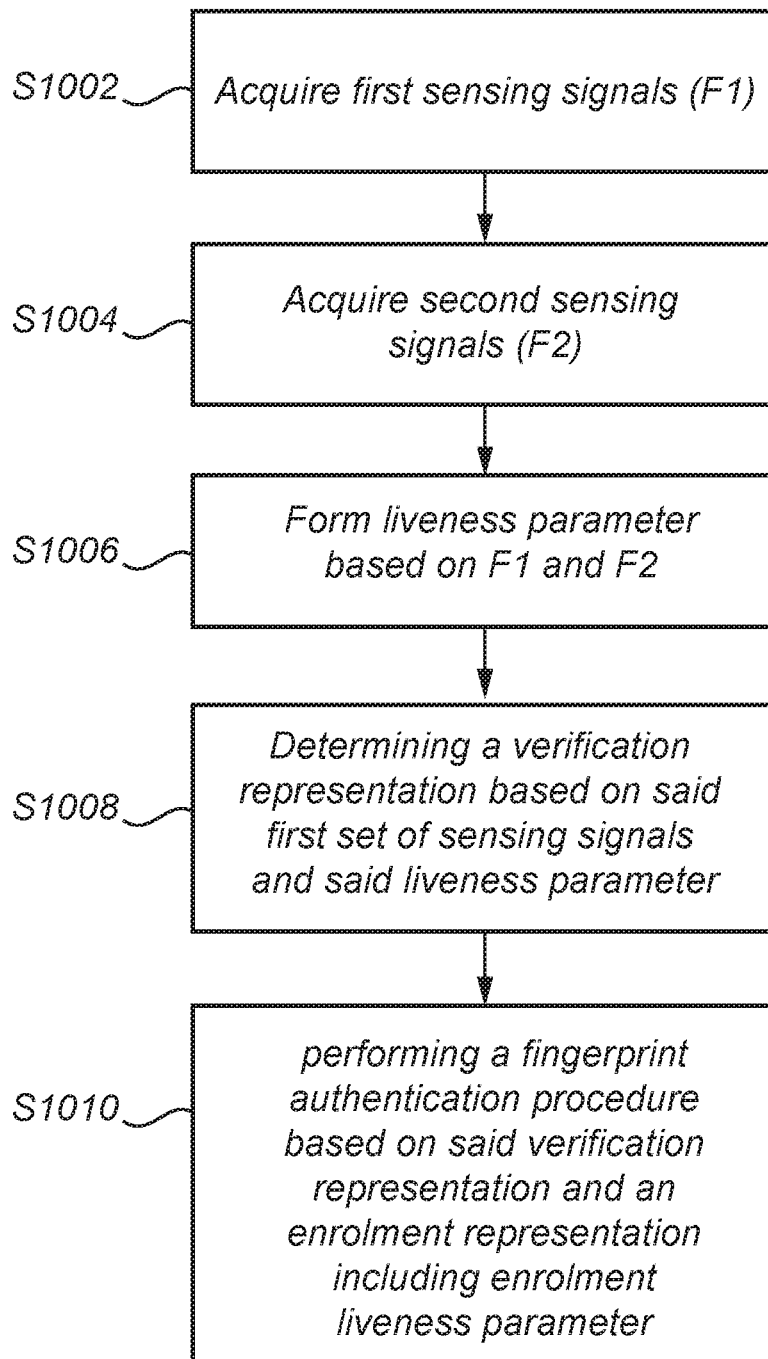 S1002
Acquire first sensing signals (F1)
S1004
Acquire second sensing
signals (F2)
S1006
Form liveness parameter
based on F1 and F2
S1008
Determining a verification
representation based on said
first set of sensing signals
and said liveness parameter
S1010
performing a fingerprint
authentication procedure
based on said verification
representation and an
enrolment representation
including enrolment
liveness parameter